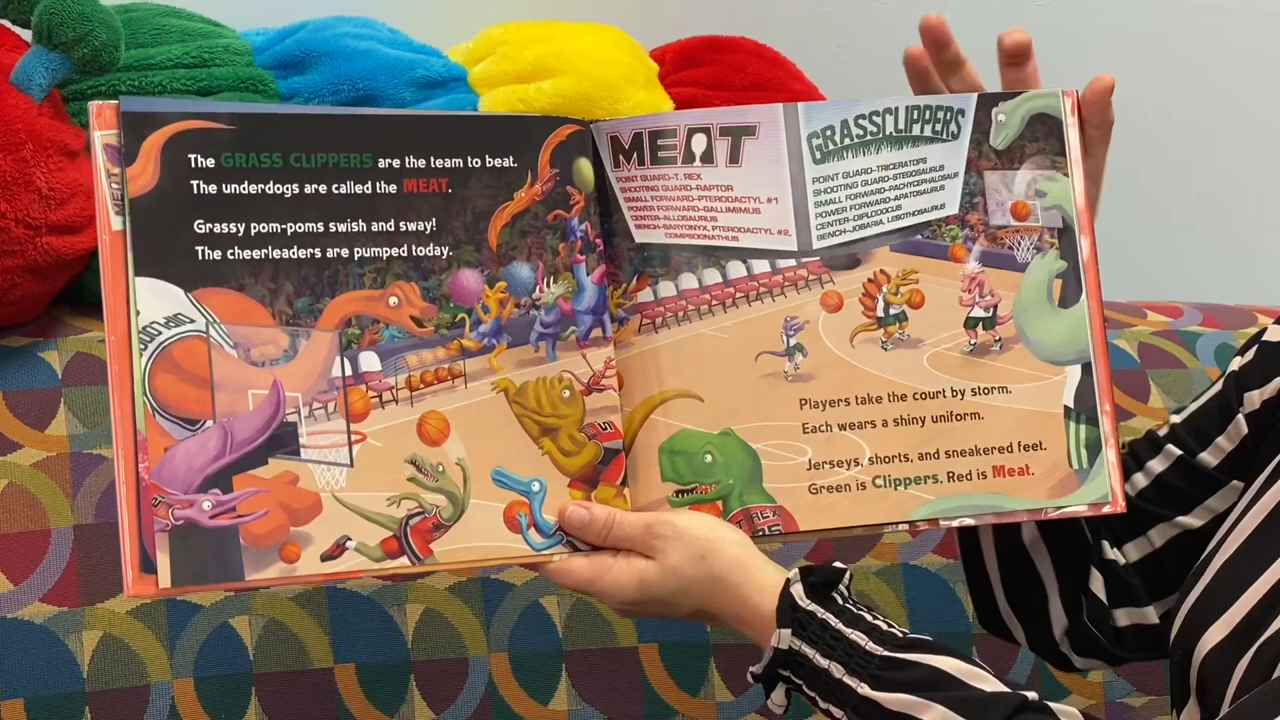 The GRASS CLIPPERS are the team to beat.
The underdogs are called the MEAT.
Grassy pom-poms swish and sway!
The cheerleaders are pumped today.
MEAT
POINT GUARD-T. REX
SHOOTING GUARD-RAPTOR
SMALL FORWARD-PTERODACTYL #1
POWER FORWARD-GALLIMIMUS
CENTER-ALLOSAURUS
BENCH-BARYONYX, PTERODACTYL #2,
COMPSOGNATHUS
GRASSCLIPPERS
POINT GUARD-TRICERATOPS
SHOOTING GUARD-STEGOSAURUS
SMALL FORWARD-PACHYCEPHALOSAUR
POWER FORWARD-APATOSAURUS
CENTER-DIPLODOCUS
BENCH-JOBARIA, LESOTHOSAURUS
Players take the court by storm.
Each wears a shiny uniform.
Jerseys, shorts, and sneakered feet.
Green is Clippers. Red is Meat.
MEAT
DIPLOD
T REX